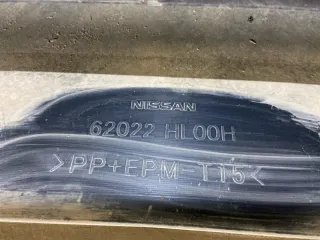 NISSAN
62022 HL00H
>PP+EPM-T15<